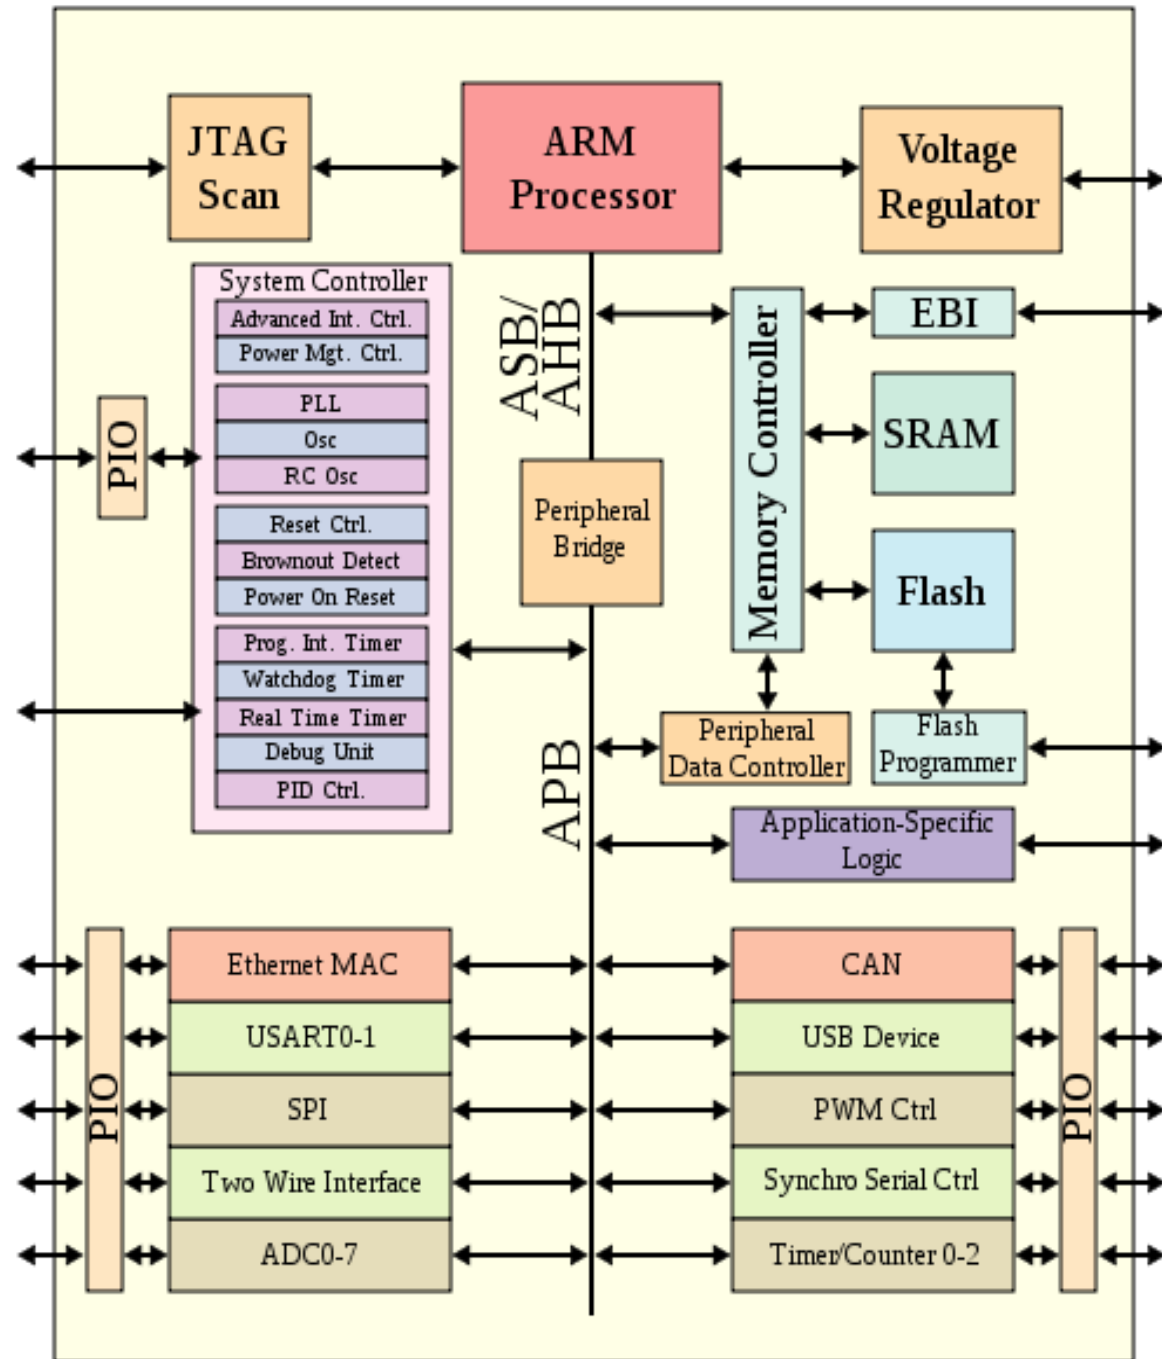 JTAG
Scan
ARM
Processor
Voltage
Regulator
System Controller
Advanced Int. Ctrl.
Power Mgt. Ctrl.
PLL
Osc
RC Osc
Reset Ctrl.
Brownout Detect
Power On Reset
Prog. Int. Timer
Watchdog Timer
Real Time Timer
Debug Unit
PID Ctrl.
PIO
ASB/
AHB
Peripheral
Bridge
APB
Memory Controller
EBI
SRAM
Flash
Peripheral
Data Controller
Flash
Programmer
Application-Specific
Logic
PIO
Ethernet MAC
USART0-1
SPI
Two Wire Interface
ADC0-7
CAN
USB Device
PWM Ctrl
Synchro Serial Ctrl
Timer/Counter 0-2
PIO